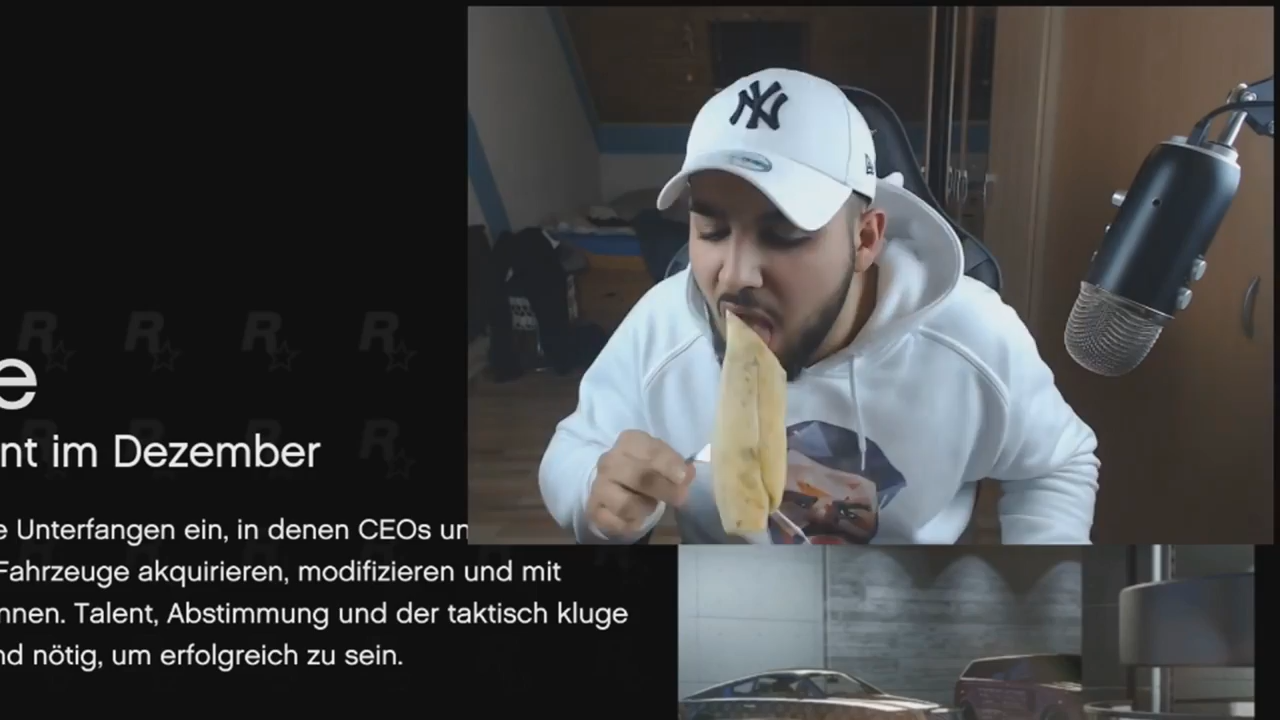 NY
e
nt im Dezember
e Unterfangen ein, in denen CEOs un
Fahrzeuge akquirieren, modifizieren und mit
nnen. Talent, Abstimmung und der taktisch kluge
nd nötig, um erfolgreich zu sein.